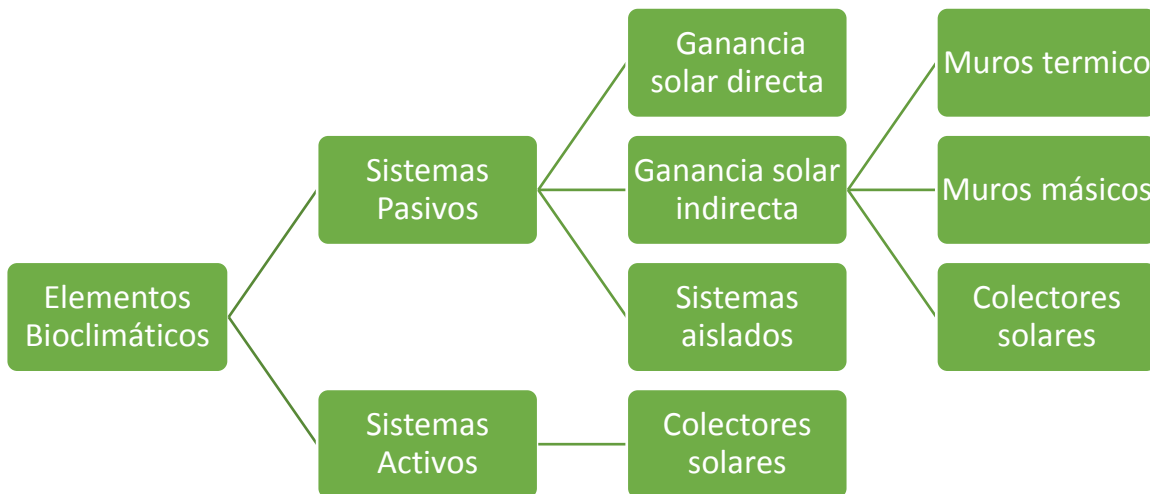 Ganancia
solar directa
Muros termico
Sistemas
Pasivos
Ganancia solar
indirecta
Muros másicos
Elementos
Bioclimáticos
Sistemas
aislados
Colectores
solares
Sistemas
Activos
Colectores
solares